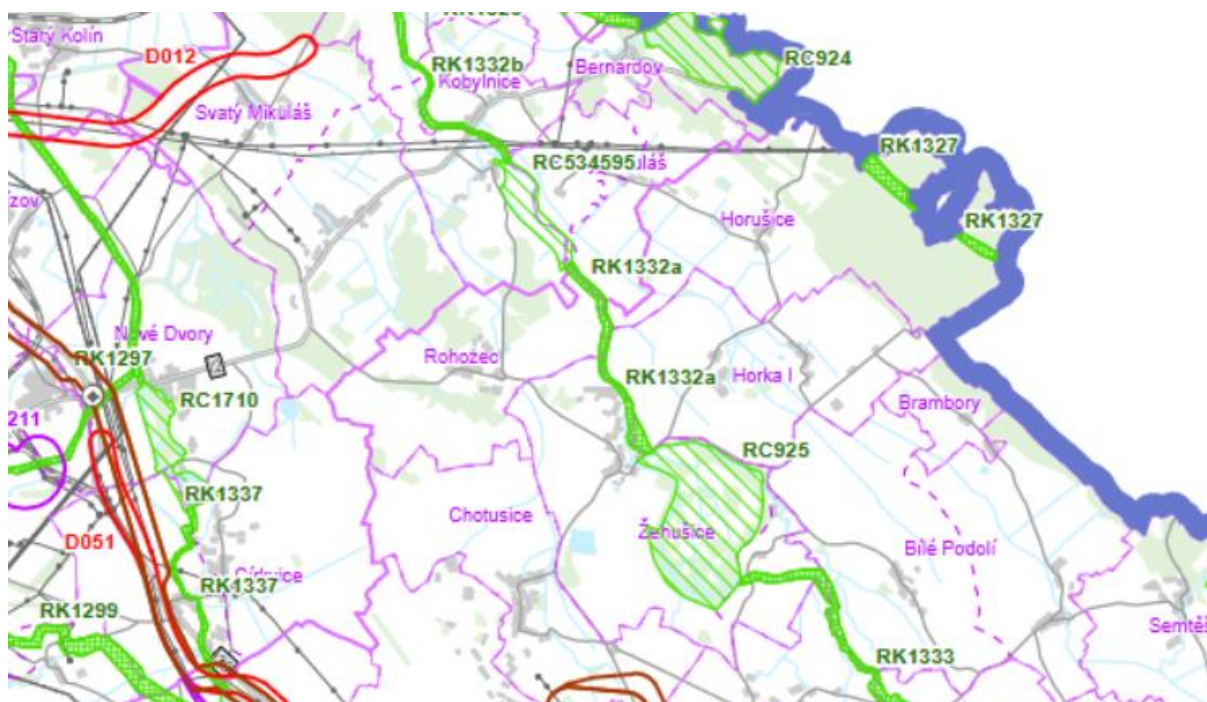 Starý Kolín
D012
RK1332b
Kobylnice
Bernardov
RC924
Svatý Mikuláš
RC534595
RK1327
Horušice
RK1327
RK1332a
Nové Dvory
RK1297
Rohozec
RK1332a
Horka I
RC1710
Brambory
211
RC925
RK1337
Chotusice
Žehušice
D051
Bílé Podolí
RK1337
RK1299
RK1333